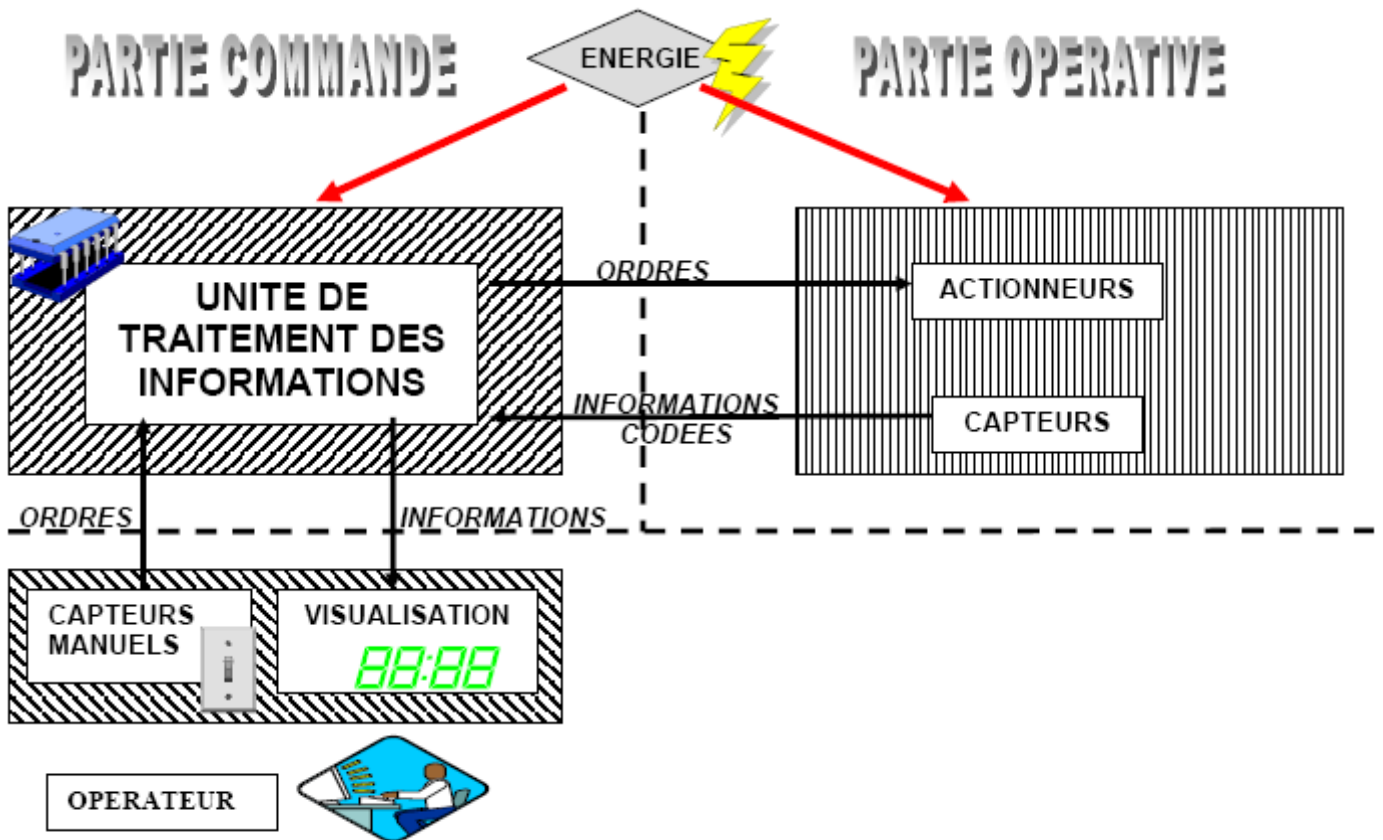 PARTIE COMMANDE
ENERGIE
PARTIE OPERATIVE
UNITE DE
TRAITEMENT DES
INFORMATIONS
ORDRES
ACTIONNEURS
INFORMATIONS
CODEES
CAPTEURS
ORDRES
INFORMATIONS
CAPTEURS
MANUELS
VISUALISATION
88:88
OPERATEUR